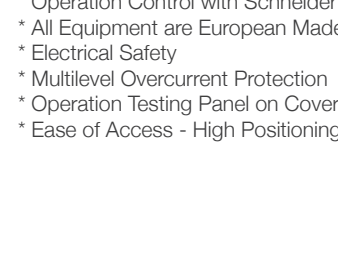 Operation Control with Schneider
* All Equipment are European Made
* Electrical Safety
* Multilevel Overcurrent Protection
* Operation Testing Panel on Cover
* Ease of Access - High Positioning